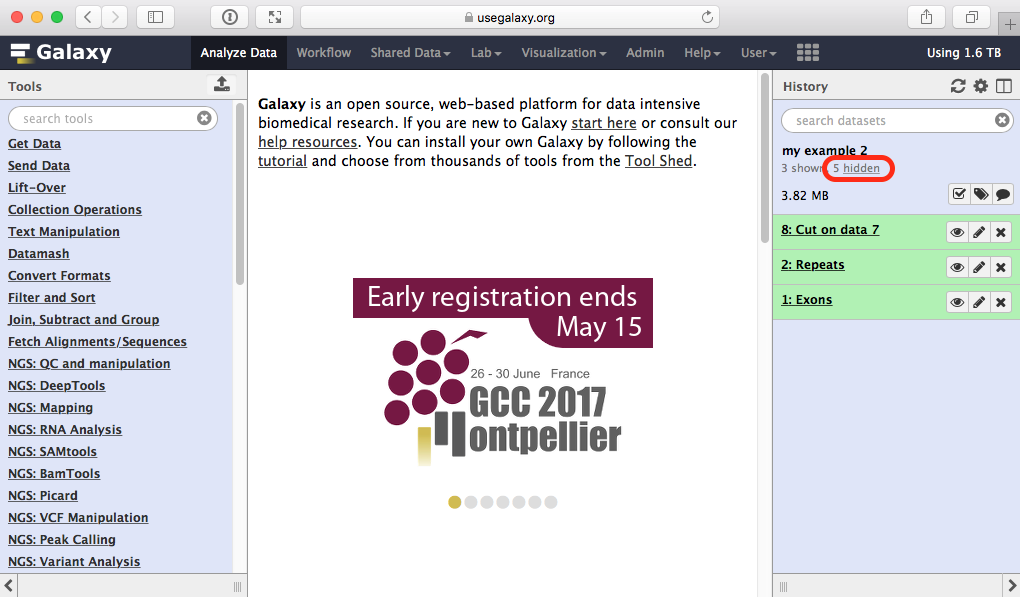 usegalaxy.org
Galaxy
Analyze Data
Workflow
Shared Data
Lab
Visualization
Admin
Help
User
Using 1.6 TB
Tools
search tools
Get Data
Send Data
Lift-Over
Collection Operations
Text Manipulation
Datamash
Convert Formats
Filter and Sort
Join, Subtract and Group
Fetch Alignments/Sequences
NGS: QC and manipulation
NGS: DeepTools
NGS: Mapping
NGS: RNA Analysis
NGS: SAMtools
NGS: BamTools
NGS: Picard
NGS: VCF Manipulation
NGS: Peak Calling
NGS: Variant Analysis
Galaxy is an open source, web-based platform for data intensive
biomedical research. If you are new to Galaxy start here or consult our
help resources. You can install your own Galaxy by following the
tutorial and choose from thousands of tools from the Tool Shed.
Early registration ends
May 15
26 - 30 June France
GCC 2017
Montpellier
History
search datasets
my example 2
3 shown 5 hidden
3.82 MB
8: Cut on data 7
2: Repeats
1: Exons